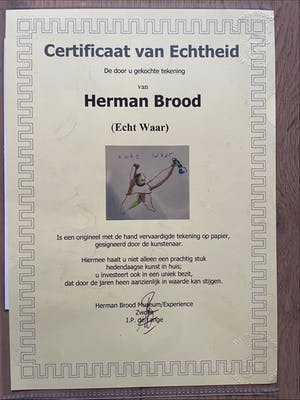 Certificaat van Echtheid
De door u gekochte tekening
van
Herman Brood
(Echt Waar)
echt waar
Is een origineel met de hand vervaardigde tekening op papier,
gesigneerd door de kunstenaar.
Hiermee haalt u niet alleen een prachtig stuk
hedendaagse kunst in huis;
u investeert ook in een uniek bezit,
dat door de jaren heen aanzienlijk in waarde kan stijgen.
Herman Brood Museum/Experience
Zwolle
I.P. de Lange